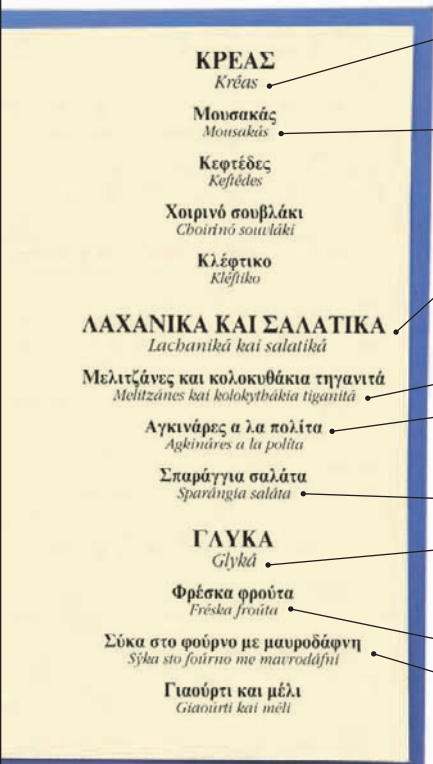 ΚΡΕΑΣ
Kréas
Μουσακάς
Mousakás
Κεφτέδες
Keftédes
Χοιρινό σουβλάκι
Choirinó souvláki
Κλέφτικο
Kléftiko
ΛΑΧΑΝΙΚΑ ΚΑΙ ΣΑΛΑΤΙΚΑ
Lachaniká kai salatiká
Μελιτζάνες και κολοκυθάκια τηγανιτά
Melitzánes kai kolokythákia tiganitá
Αγκινάρες α λα πολίτα
Agkináres a la políta
Σπαράγγια σαλάτα
Sparángia saláta
ΓΛΥΚΑ
Glyká
Φρέσκα φρούτα
Fréska froúta
Σύκα στο φούρνο με μαυροδάφνη
Sýka sto foúrno me mavrodáfni
Γιαούρτι και μέλι
Giaoúrti kai méli